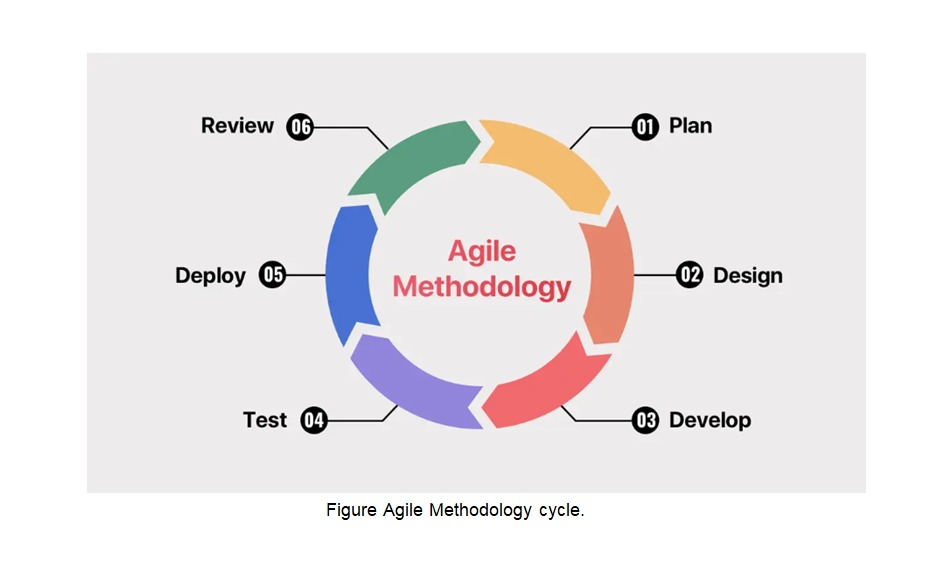 Review 06
01 Plan
Agile
Methodology
Deploy 05
02 Design
Test 04
03 Develop
Figure Agile Methodology cycle.